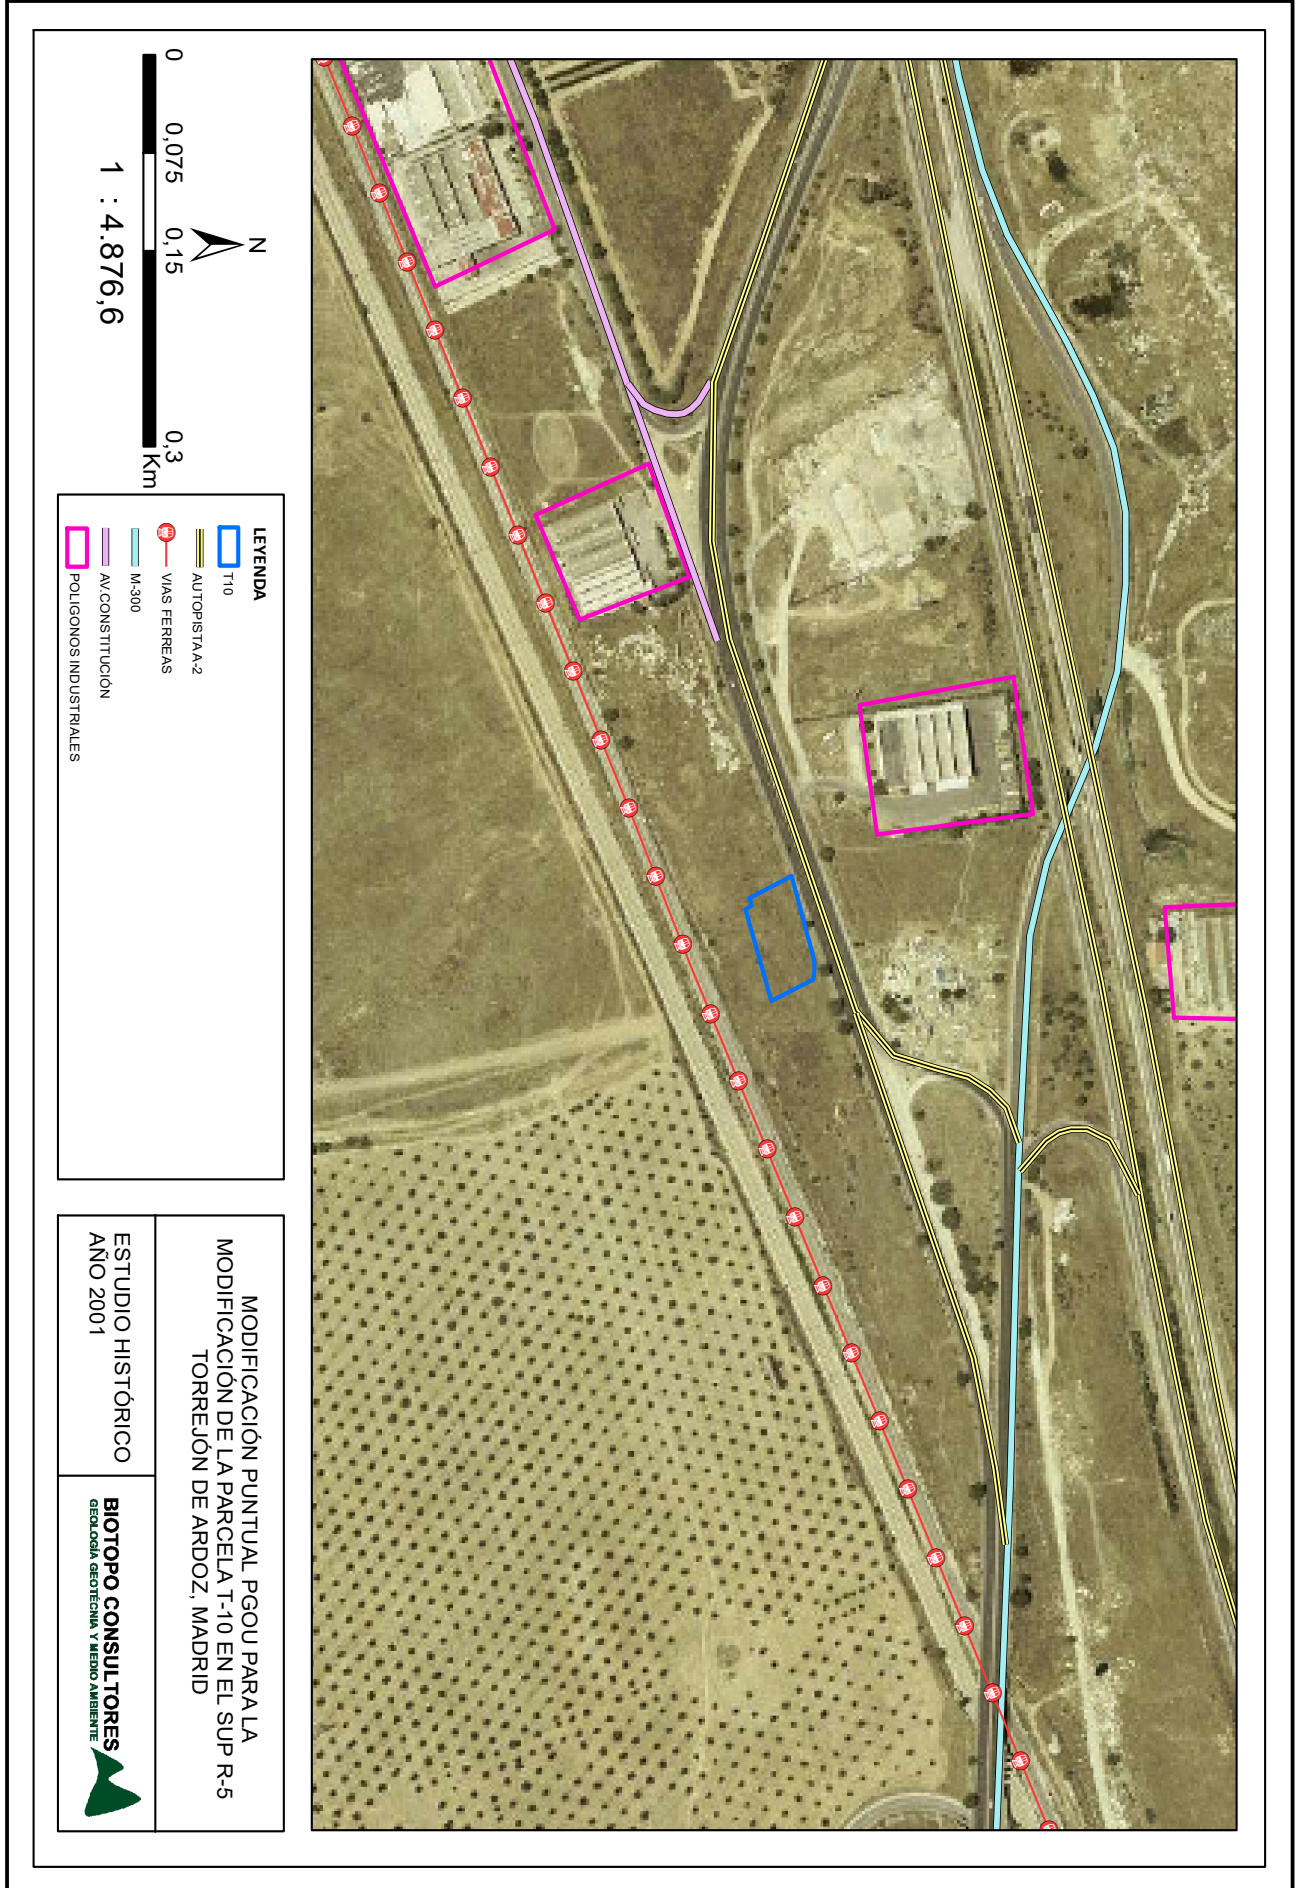 N
0 0,075 0,15 0,3
Km
1 : 4.876,6
LEYENDA
T10
AUTOPISTA A-2
VIAS FERREAS
M-300
AV.CONSTITUCIÓN
POLIGONOS INDUSTRIALES
MODIFICACIÓN PUNTUAL PGOU PARA LA
MODIFICACIÓN DE LA PARCELA T-10 EN EL SUP R-5
TORREJÓN DE ARDOZ, MADRID
ESTUDIO HISTÓRICO
AÑO 2001
BIOTOPO CONSULTORES
GEOLOGÍA GEOTÉCNIA Y MEDIO AMBIENTE